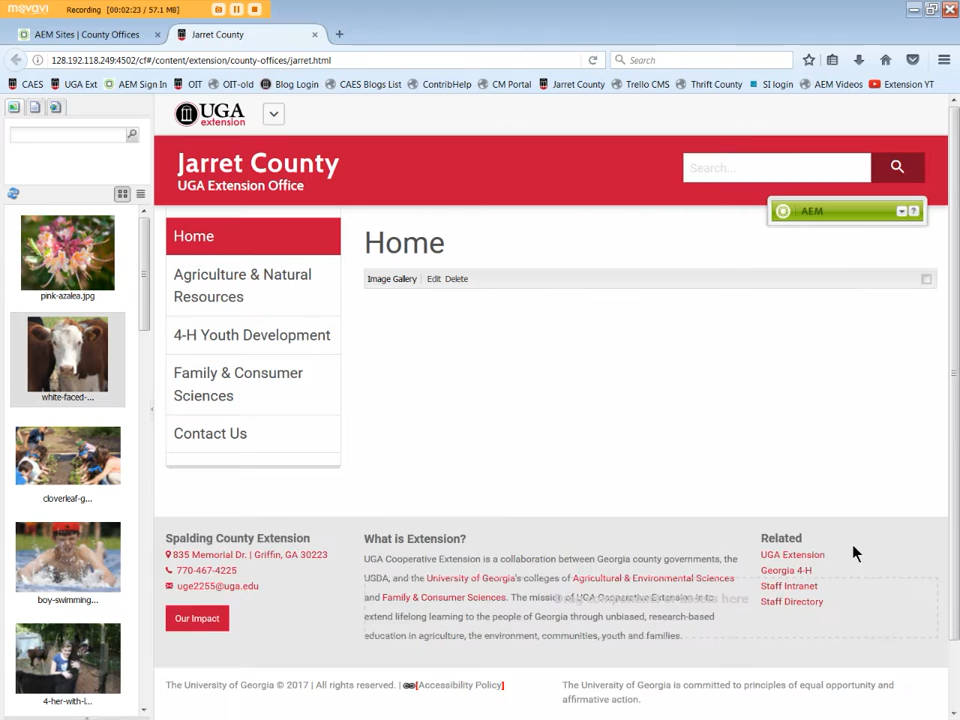 movavi Recording [00:02:23 / 57.1 MB]
AEM Sites | County Offices
Jarret County
128.192.118.249:4502/cf#/content/extension/county-offices/jarret.html
Search
CAES
UGA Ext
AEM Sign In
OIT
OIT-old
Blog Login
CAES Blogs List
ContribHelp
CM Portal
Jarret County
Trello CMS
Thrift County
SI login
AEM Videos
Extension YT
UGA
extension
Jarret County
UGA Extension Office
Search...
AEM
?
pink-azalea.jpg
white-faced-...
cloverleaf-g...
boy-swimming...
4-her-with-l...
Home
Agriculture & Natural
Resources
4-H Youth Development
Family & Consumer
Sciences
Contact Us
Home
Image Gallery Edit Delete
Spalding County Extension
835 Memorial Dr. | Griffin, GA 30223
770-467-4225
uge2255@uga.edu
Our Impact
What is Extension?
UGA Cooperative Extension is a collaboration between Georgia county governments, the
USDA, and the University of Georgia's colleges of Agricultural & Environmental Sciences
and Family & Consumer Sciences. The mission of UGA Cooperative Extension is to
extend lifelong learning to the people of Georgia through unbiased, research-based
education in agriculture, the environment, communities, youth and families.
Drag components or assets here
Related
UGA Extension
Georgia 4-H
Staff Intranet
Staff Directory
The University of Georgia © 2017 | All rights reserved. | [Accessibility Policy]
The University of Georgia is committed to principles of equal opportunity and
affirmative action.